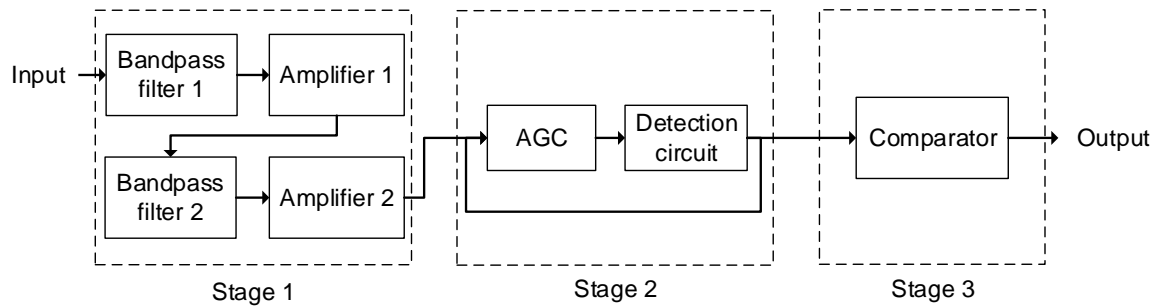 Input
Bandpass
filter 1
Amplifier 1
Bandpass
filter 2
Amplifier 2
Stage 1
AGC
Detection
circuit
Stage 2
Comparator
Output
Stage 3